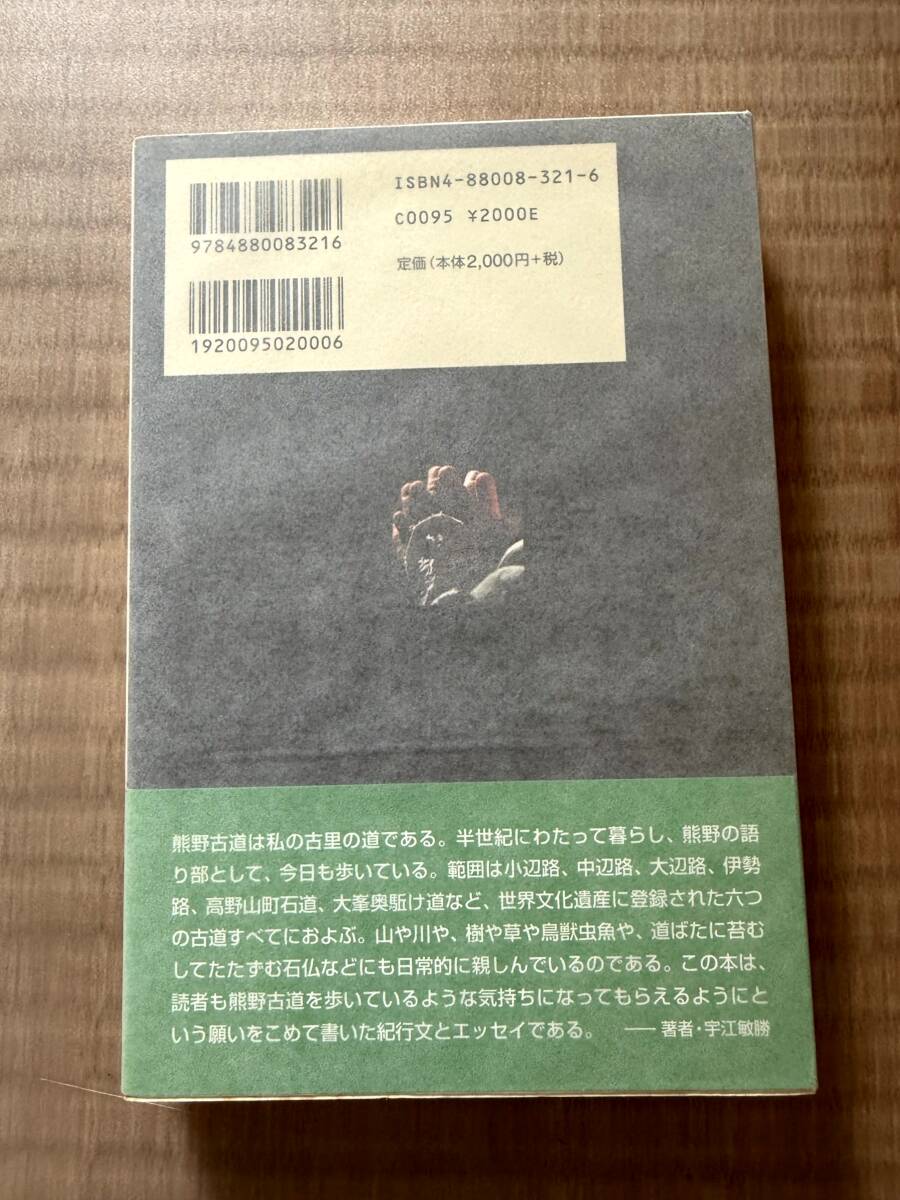 9784880083216
1920095020006
ISBN4-88008-321-6
C0095 ¥2000E
定価(本体2,000円+税)
熊野古道は私の古里の道である。半世紀にわたって暮らし、熊野の語
り部として、今日も歩いている。範囲は小辺路、中辺路、大辺路、伊勢
路、高野山町石道、大峯奥駈け道など、世界文化遺産に登録された六つ
の古道すべてにおよぶ。山や川や、樹や草や鳥獣虫魚や、道ばたに苔む
してたたずむ石仏などにも日常的に親しんでいるのである。この本は、
読者も熊野古道を歩いているような気持ちになってもらえるようにと
いう願いをこめて書いた紀行文とエッセイである。 ──著者・宇江敏勝